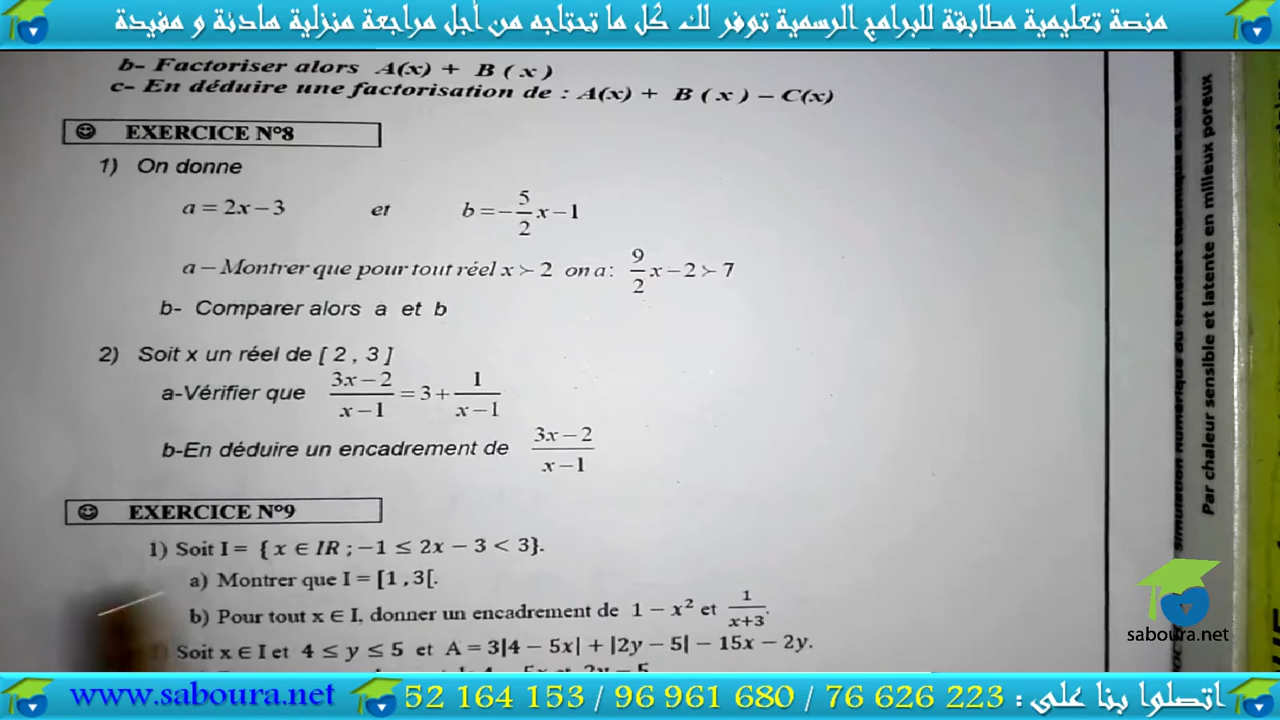 منصة تعليمية مطابقة للبرامج الرسمية توفر لك كل ما تحتاجه من أجل مراجعة منزلية هادئة و مفيدة
b- Factoriser alors A(x) + B ( x )
c- En déduire une factorisation de : A(x) + B ( x ) – C(x)
EXERCICE N°8
1) On donne
a = 2x − 3 et b = − 5/2 x − 1
a – Montrer que pour tout réel x ≻ 2 on a : 9/2 x − 2 ≻ 7
b- Comparer alors a et b
2) Soit x un réel de [ 2 , 3 ]
a-Vérifier que (3x − 2)/(x − 1) = 3 + 1/(x − 1)
b-En déduire un encadrement de (3x − 2)/(x − 1)
EXERCICE N°9
1) Soit I = { x ∈ IR ; −1 ≤ 2x − 3 < 3}.
a) Montrer que I = [1 , 3[.
b) Pour tout x ∈ I, donner un encadrement de 1 − x² et 1/(x+3).
Soit x ∈ I et 4 ≤ y ≤ 5 et A = 3|4 − 5x| + |2y − 5| − 15x − 2y.
Par chaleur sensible et latente en milieux poreux
saboura.net
www.saboura.net 52 164 153 / 96 961 680 / 76 626 223 : اتصلوا بنا على